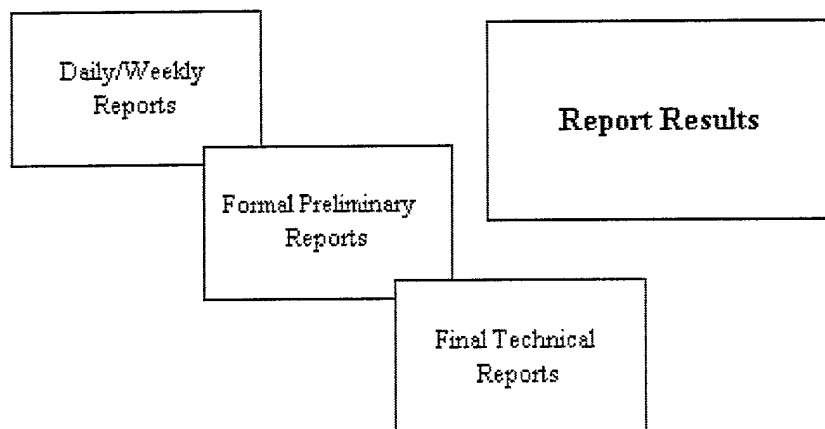 Daily/Weekly
Reports
Report Results
Formal Preliminary
Reports
Final Technical
Reports